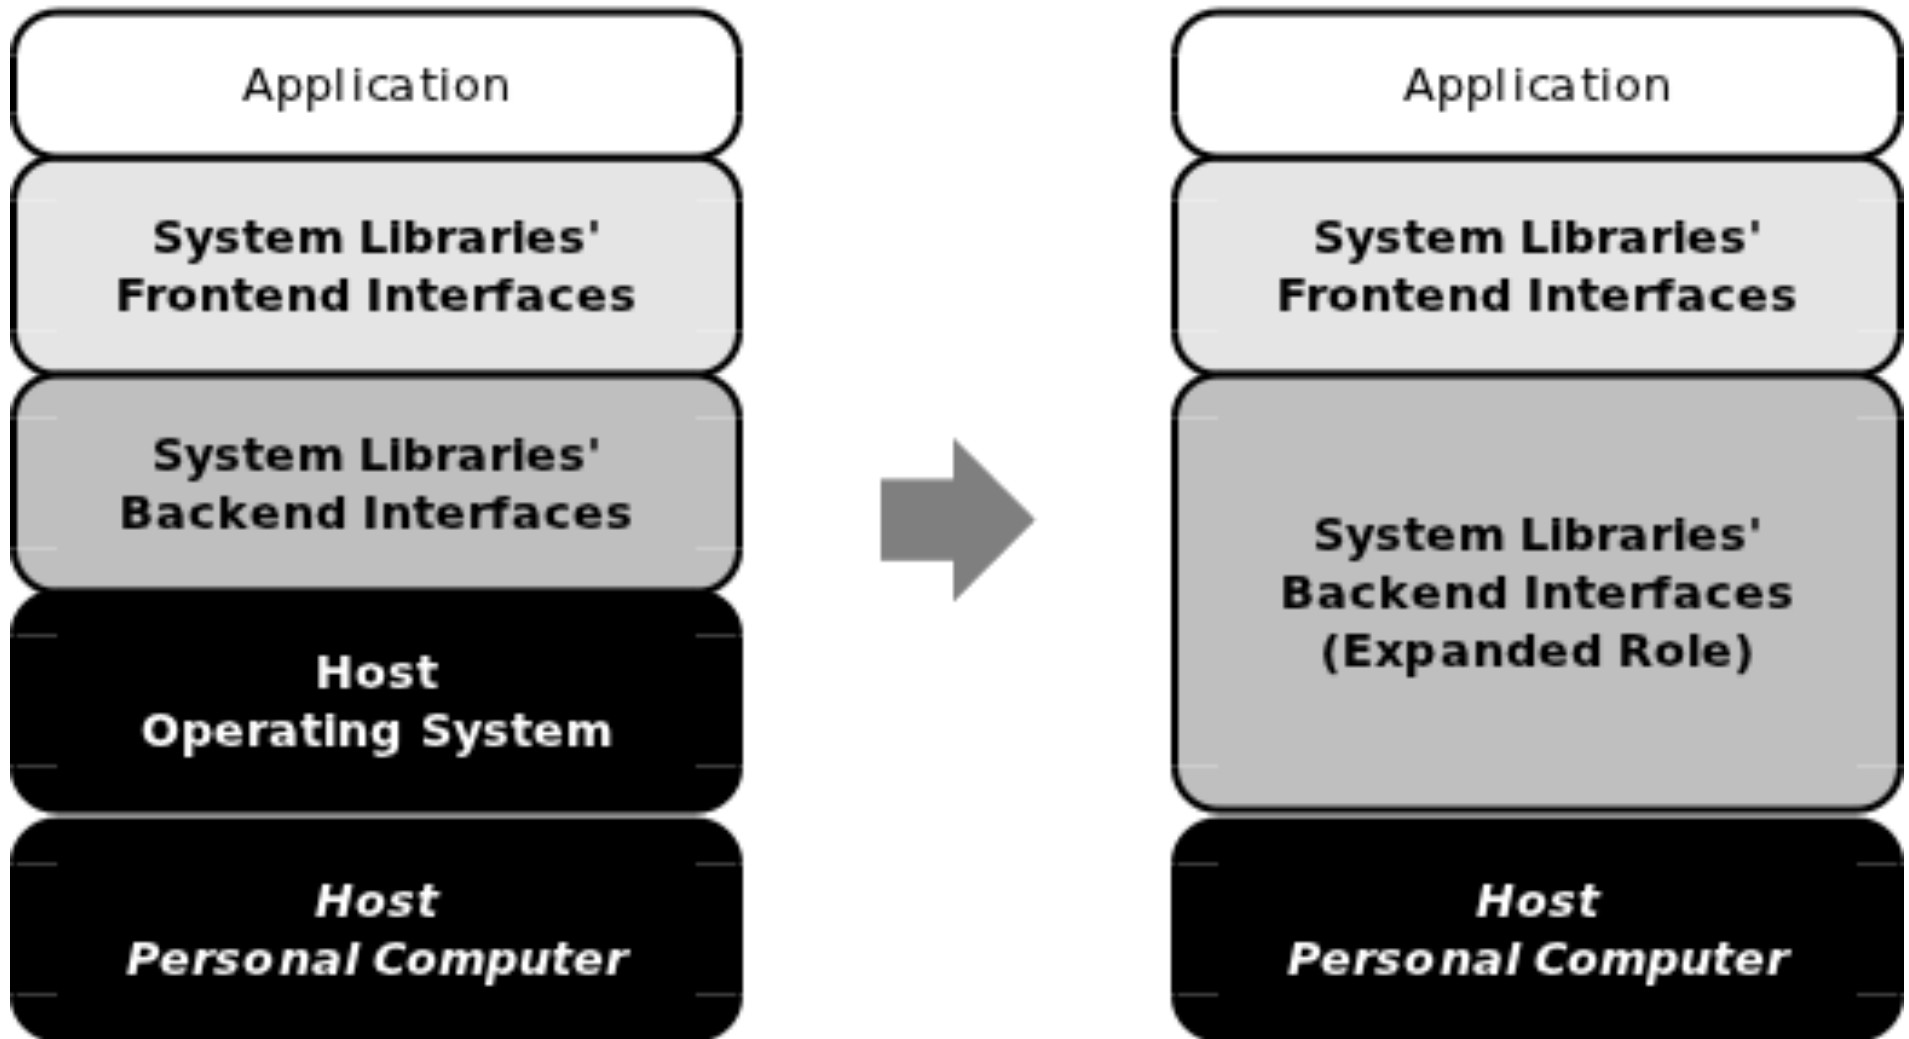 Application
System Libraries'
Frontend Interfaces
System Libraries'
Backend Interfaces
Host
Operating System
Host
Personal Computer
Application
System Libraries'
Frontend Interfaces
System Libraries'
Backend Interfaces
(Expanded Role)
Host
Personal Computer